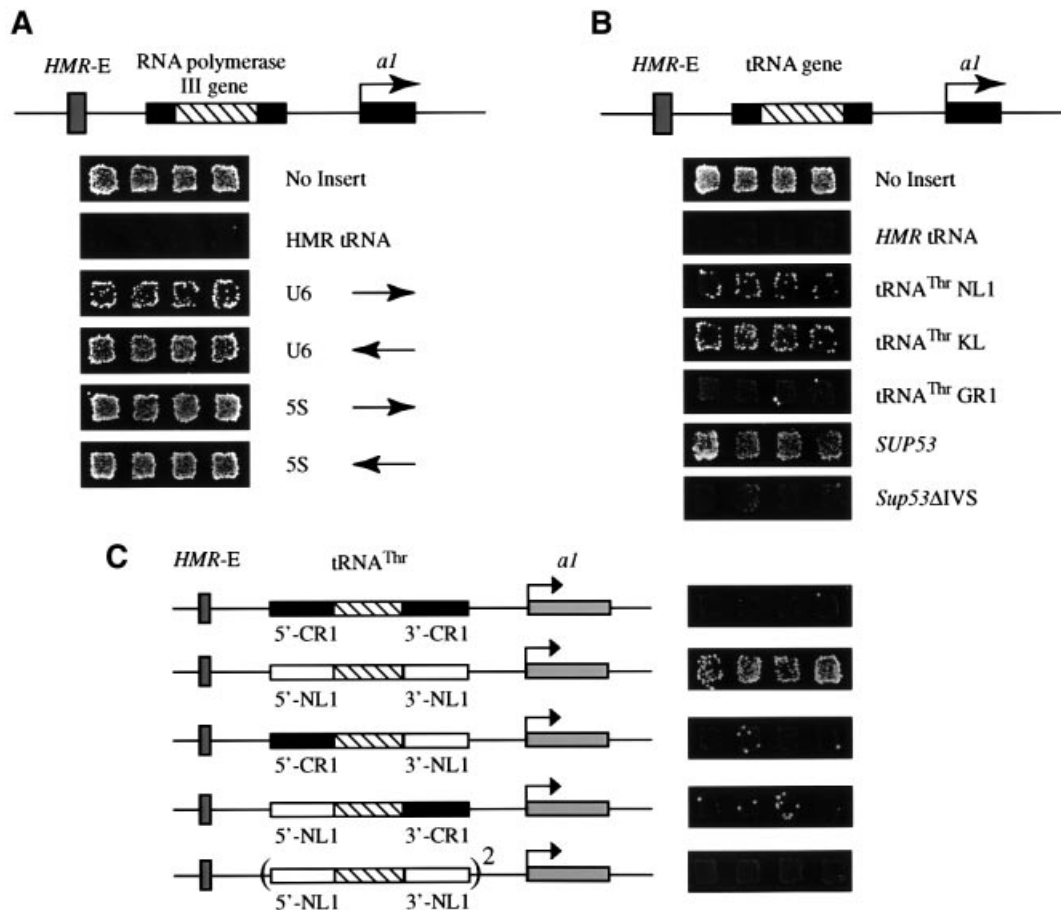 A
HMR-E
RNA polymerase
III gene
a1
No Insert
HMR tRNA
U6
U6
5S
5S
B
HMR-E
tRNA gene
a1
No Insert
HMR tRNA
tRNAThr NL1
tRNAThr KL
tRNAThr GR1
SUP53
Sup53ΔIVS
C
HMR-E
tRNAThr
a1
5'-CR1 3'-CR1
5'-NL1 3'-NL1
5'-CR1 3'-NL1
5'-NL1 3'-CR1
( )2
5'-NL1 3'-NL1